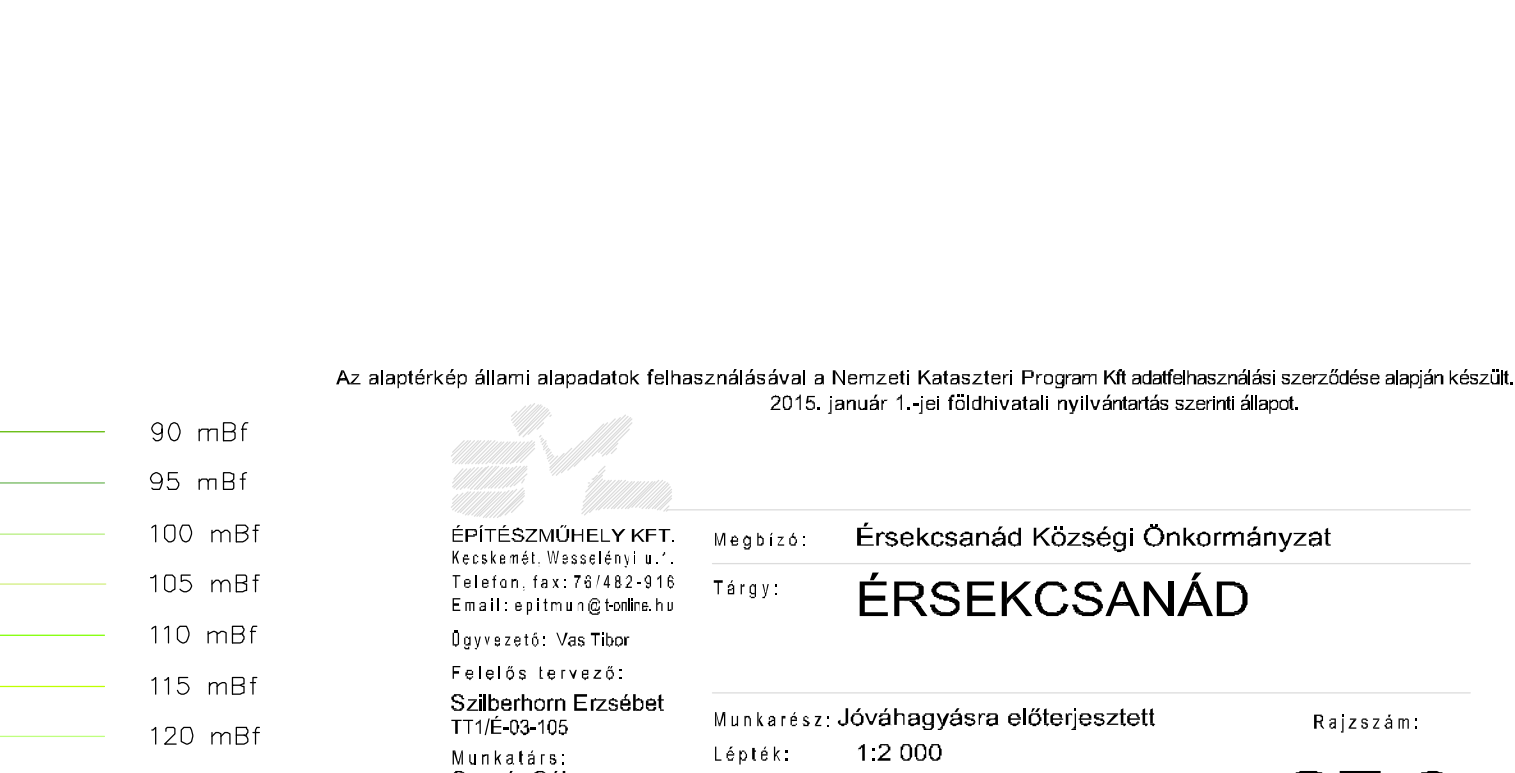 Az alaptérkép állami alapadatok felhasználásával a Nemzeti Kataszteri Program Kft adatfelhasználási szerződése alapján készült.
2015. január 1.-jei földhivatali nyilvántartás szerinti állapot.
90 mBf
95 mBf
100 mBf
105 mBf
110 mBf
115 mBf
120 mBf
ÉPÍTÉSZMŰHELY KFT.
Kecskemét, Wesselényi u.
Telefon, fax: 76/482-916
Email: epitmun@t-online.hu
Ügyvezető: Vas Tibor
Felelős tervező:
Szilberhorn Erzsébet
TT1/É-03-105
Munkatárs:
Megbízó: Érsekcsanád Községi Önkormányzat
Tárgy: ÉRSEKCSANÁD
Munkarész: Jóváhagyásra előterjesztett
Rajzszám:
Lépték: 1:2 000